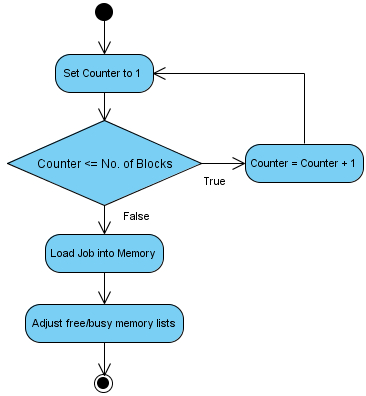 Set Counter to 1
Counter <= No. of Blocks
True
Counter = Counter + 1
False
Load Job into Memory
Adjust free/busy memory lists